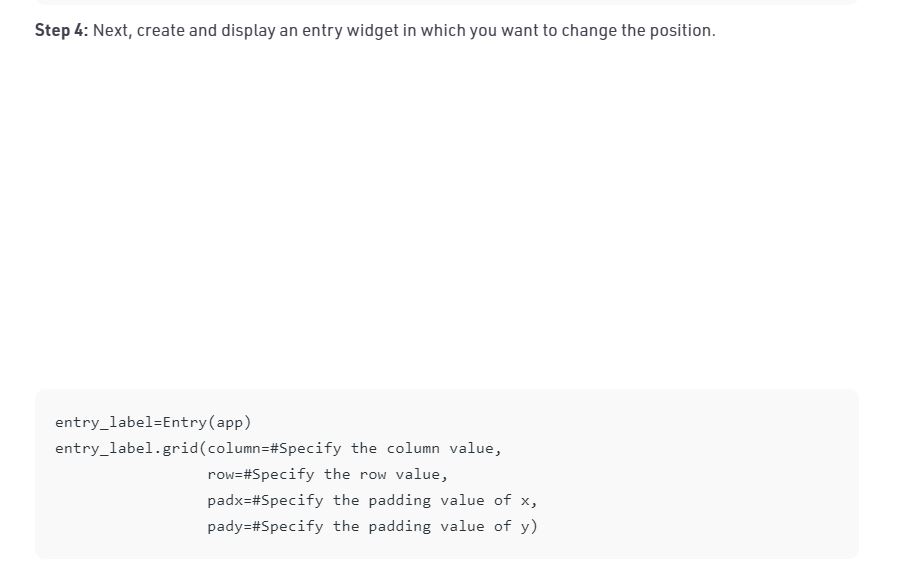 Step 4: Next, create and display an entry widget in which you want to change the position.
entry_label=Entry(app)
entry_label.grid(column=#Specify the column value,
row=#Specify the row value,
padx=#Specify the padding value of x,
pady=#Specify the padding value of y)